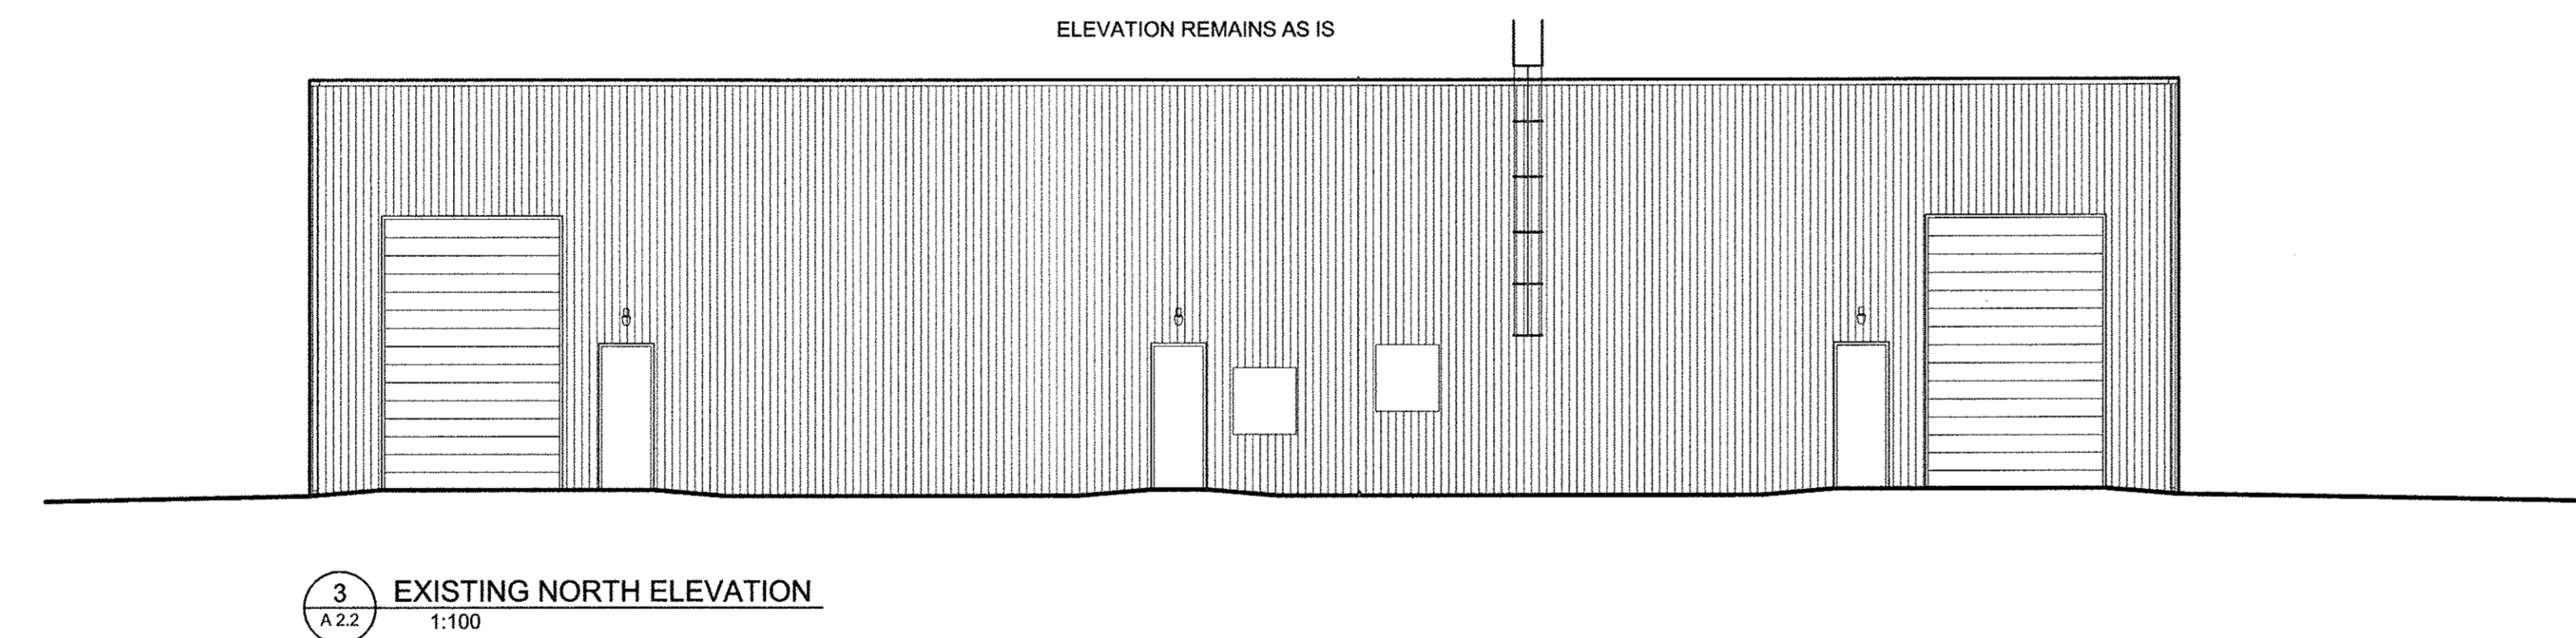 ELEVATION REMAINS AS IS
3
A 2.2
EXISTING NORTH ELEVATION
1:100